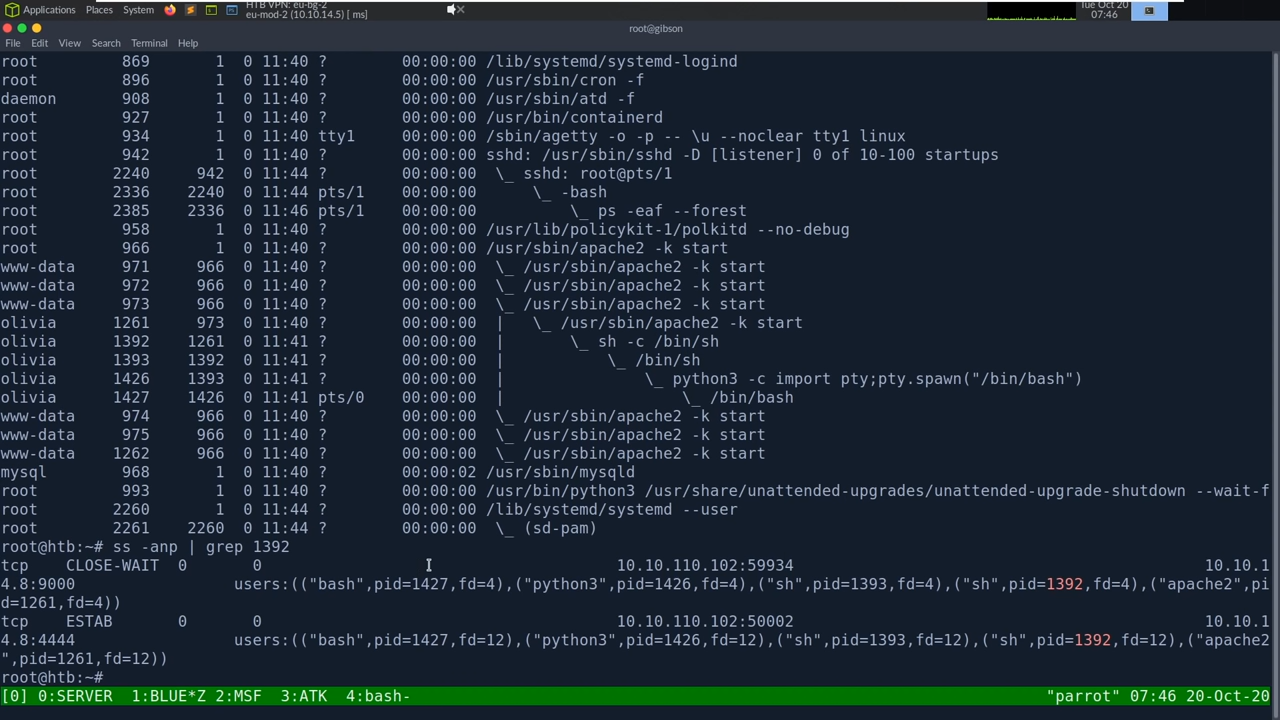 Applications Places System HTB VPN: eu-bg-2 Tue Oct 20
eu-mod-2 (10.10.14.5) [ ms] 07:46
root@gibson
File Edit View Search Terminal Help
root 869 1 0 11:40 ? 00:00:00 /lib/systemd/systemd-logind
root 896 1 0 11:40 ? 00:00:00 /usr/sbin/cron -f
daemon 908 1 0 11:40 ? 00:00:00 /usr/sbin/atd -f
root 927 1 0 11:40 ? 00:00:00 /usr/bin/containerd
root 934 1 0 11:40 tty1 00:00:00 /sbin/agetty -o -p -- \u --noclear tty1 linux
root 942 1 0 11:40 ? 00:00:00 sshd: /usr/sbin/sshd -D [listener] 0 of 10-100 startups
root 2240 942 0 11:44 ? 00:00:00 \_ sshd: root@pts/1
root 2336 2240 0 11:44 pts/1 00:00:00 \_ -bash
root 2385 2336 0 11:46 pts/1 00:00:00 \_ ps -eaf --forest
root 958 1 0 11:40 ? 00:00:00 /usr/lib/policykit-1/polkitd --no-debug
root 966 1 0 11:40 ? 00:00:00 /usr/sbin/apache2 -k start
www-data 971 966 0 11:40 ? 00:00:00 \_ /usr/sbin/apache2 -k start
www-data 972 966 0 11:40 ? 00:00:00 \_ /usr/sbin/apache2 -k start
www-data 973 966 0 11:40 ? 00:00:00 \_ /usr/sbin/apache2 -k start
olivia 1261 973 0 11:40 ? 00:00:00 | \_ /usr/sbin/apache2 -k start
olivia 1392 1261 0 11:41 ? 00:00:00 | \_ sh -c /bin/sh
olivia 1393 1392 0 11:41 ? 00:00:00 | \_ /bin/sh
olivia 1426 1393 0 11:41 ? 00:00:00 | \_ python3 -c import pty;pty.spawn("/bin/bash")
olivia 1427 1426 0 11:41 pts/0 00:00:00 | \_ /bin/bash
www-data 974 966 0 11:40 ? 00:00:00 \_ /usr/sbin/apache2 -k start
www-data 975 966 0 11:40 ? 00:00:00 \_ /usr/sbin/apache2 -k start
www-data 1262 966 0 11:40 ? 00:00:00 \_ /usr/sbin/apache2 -k start
mysql 968 1 0 11:40 ? 00:00:02 /usr/sbin/mysqld
root 993 1 0 11:40 ? 00:00:00 /usr/bin/python3 /usr/share/unattended-upgrades/unattended-upgrade-shutdown --wait-f
root 2260 1 0 11:44 ? 00:00:00 /lib/systemd/systemd --user
root 2261 2260 0 11:44 ? 00:00:00 \_ (sd-pam)
root@htb:~# ss -anp | grep 1392
tcp CLOSE-WAIT 0 0 10.10.110.102:59934 10.10.1
4.8:9000 users:(("bash",pid=1427,fd=4),("python3",pid=1426,fd=4),("sh",pid=1393,fd=4),("sh",pid=1392,fd=4),("apache2",pi
d=1261,fd=4))
tcp ESTAB 0 0 10.10.110.102:50002 10.10.1
4.8:4444 users:(("bash",pid=1427,fd=12),("python3",pid=1426,fd=12),("sh",pid=1393,fd=12),("sh",pid=1392,fd=12),("apache2
",pid=1261,fd=12))
root@htb:~#
[0] 0:SERVER 1:BLUE*Z 2:MSF 3:ATK 4:bash- "parrot" 07:46 20-Oct-20